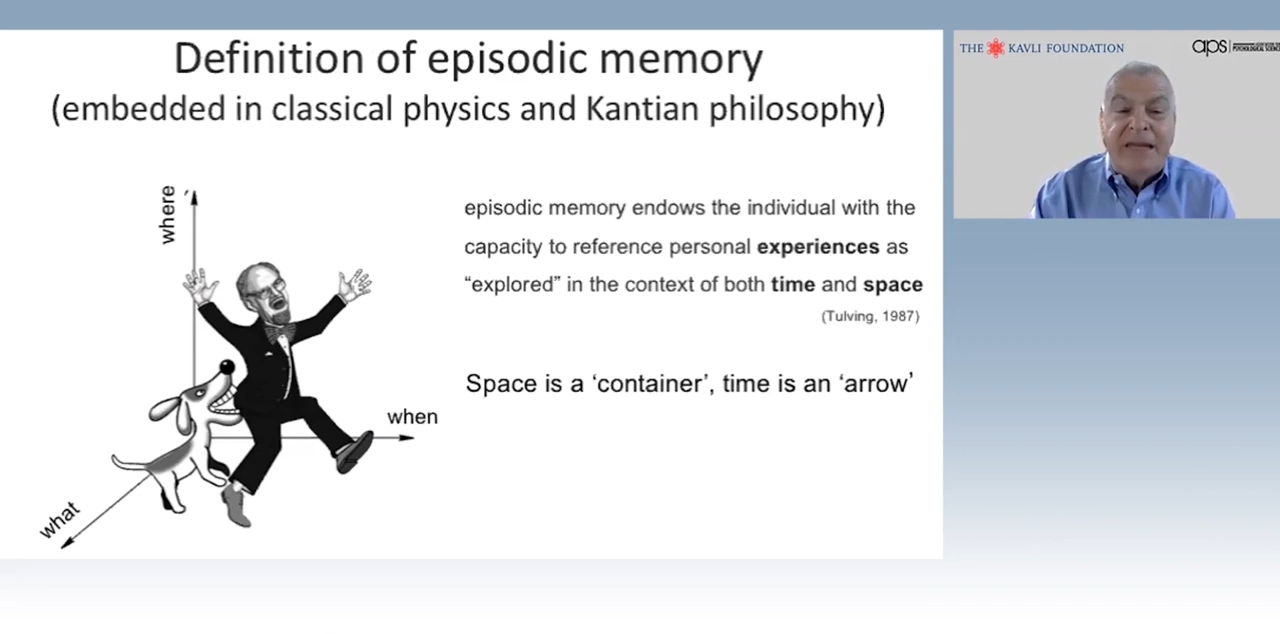 Definition of episodic memory
(embedded in classical physics and Kantian philosophy)
where
when
what
episodic memory endows the individual with the
capacity to reference personal experiences as
“explored” in the context of both time and space
(Tulving, 1987)
Space is a ‘container’, time is an ‘arrow’
THE KAVLI FOUNDATION
aps